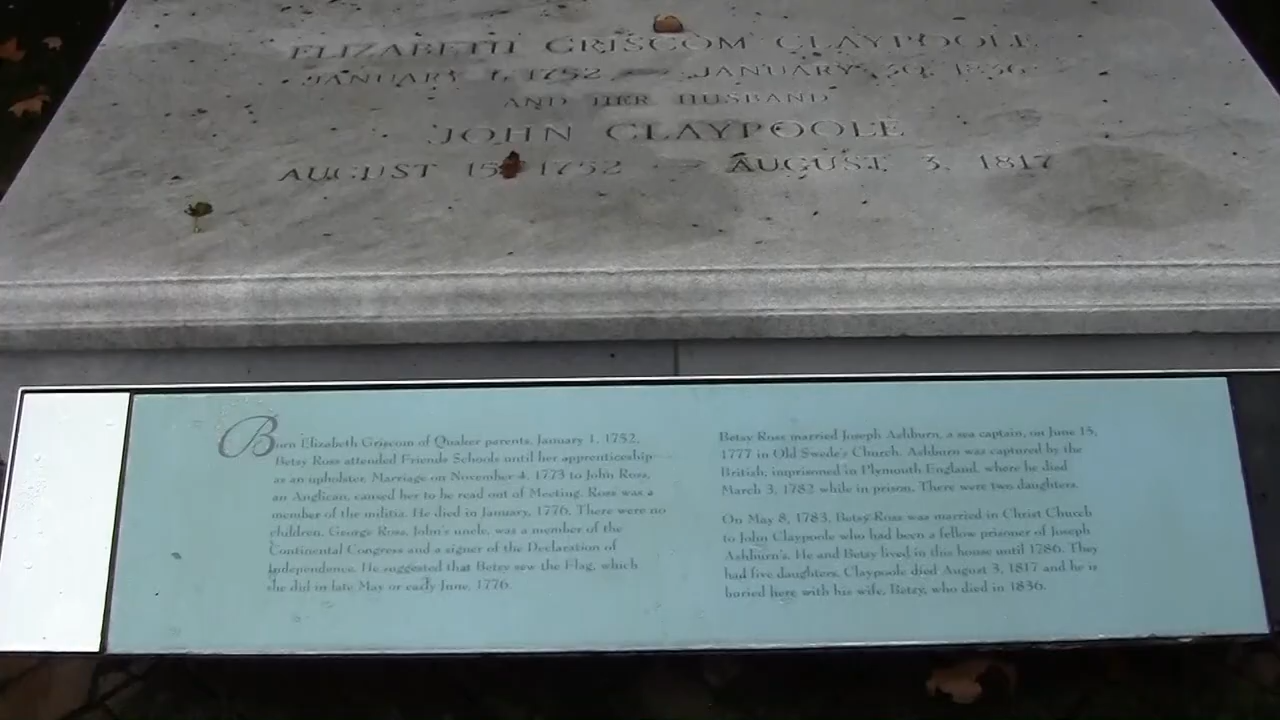 ELIZABETH GRISCOM CLAYPOOLE
JANUARY 1, 1752 — JANUARY 30, 1836
AND HER HUSBAND
JOHN CLAYPOOLE
AUGUST 15, 1752 — AUGUST 3, 1817
Born Elizabeth Griscom of Quaker parents, January 1, 1752,
Betsy Ross attended Friends Schools until her apprenticeship
as an upholster. Marriage on November 4, 1773 to John Ross,
an Anglican, caused her to be read out of Meeting. Ross was a
member of the militia. He died in January, 1776. There were no
children. George Ross, John's uncle, was a member of the
Continental Congress and a signer of the Declaration of
Independence. He suggested that Betsy sew the Flag, which
she did in late May or early June, 1776.
Betsy Ross married Joseph Ashburn, a sea captain, on June 15,
1777 in Old Swede's Church. Ashburn was captured by the
British; imprisoned in Plymouth England, where he died
March 3, 1782 while in prison. There were two daughters.
On May 8, 1783, Betsy Ross was married in Christ Church
to John Claypoole who had been a fellow prisoner of Joseph
Ashburn's. He and Betsy lived in this house until 1786. They
had five daughters. Claypoole died August 3, 1817 and he is
buried here with his wife, Betsy, who died in 1836.